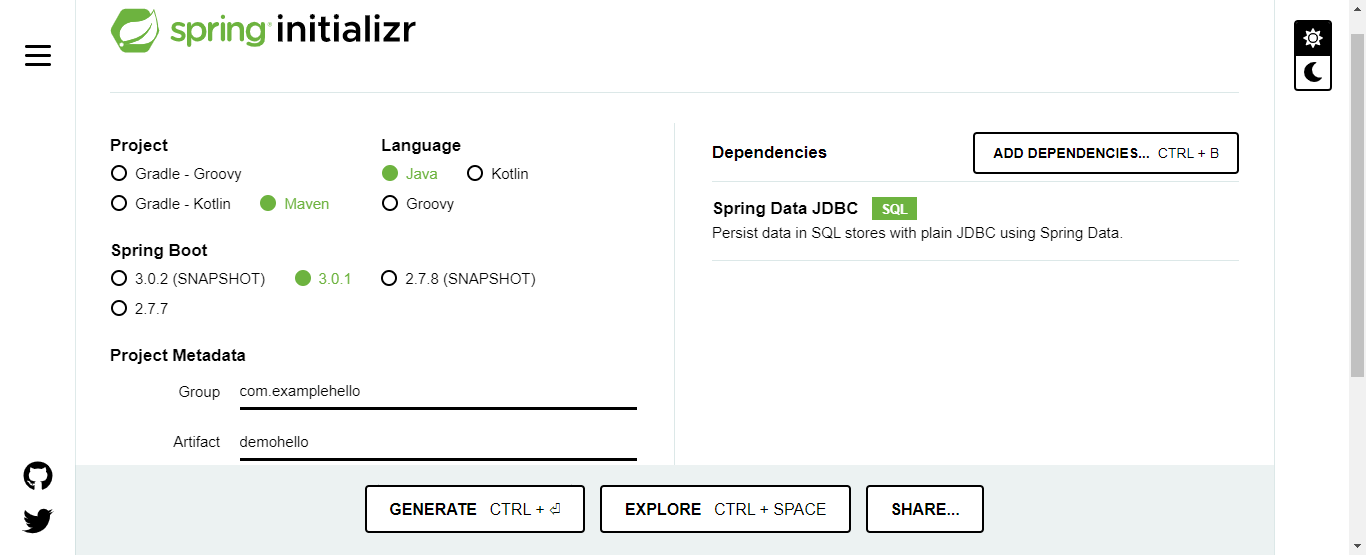 spring initializr
Project
Gradle - Groovy
Gradle - Kotlin
Maven
Language
Java
Kotlin
Groovy
Spring Boot
3.0.2 (SNAPSHOT)
3.0.1
2.7.8 (SNAPSHOT)
2.7.7
Project Metadata
Group com.examplehello
Artifact demohello
Dependencies
ADD DEPENDENCIES... CTRL + B
Spring Data JDBC SQL
Persist data in SQL stores with plain JDBC using Spring Data.
GENERATE CTRL + ⏎
EXPLORE CTRL + SPACE
SHARE...